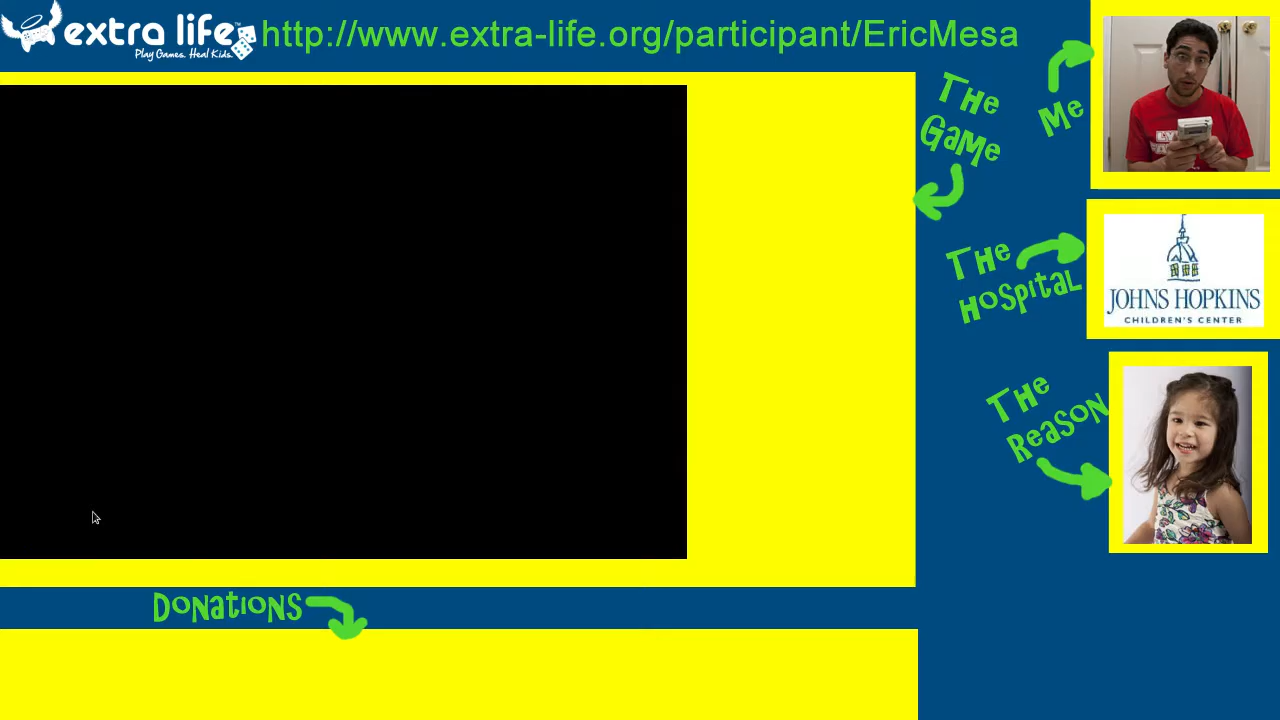 extra life
Play Games. Heal Kids.
http://www.extra-life.org/participant/EricMesa
Me
The
Game
The
Hospital
JOHNS HOPKINS
CHILDREN'S CENTER
The
Reason
Donations